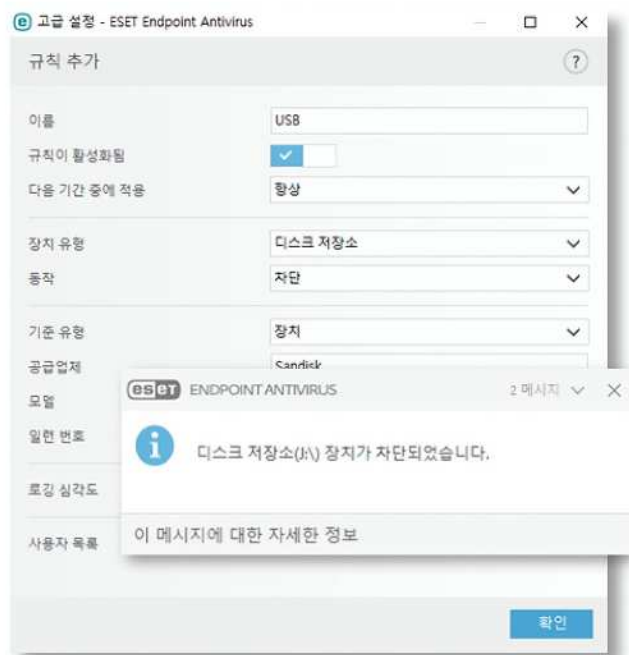 고급 설정 - ESET Endpoint Antivirus
규칙 추가
?
이름 USB
규칙이 활성화됨
다음 기간 중에 적용 항상
장치 유형 디스크 저장소
동작 차단
기준 유형 장치
공급업체 Sandisk
모델
일련 번호
로깅 심각도
사용자 목록
eset ENDPOINT ANTIVIRUS 2 메시지
디스크 저장소(J:\) 장치가 차단되었습니다.
이 메시지에 대한 자세한 정보
확인